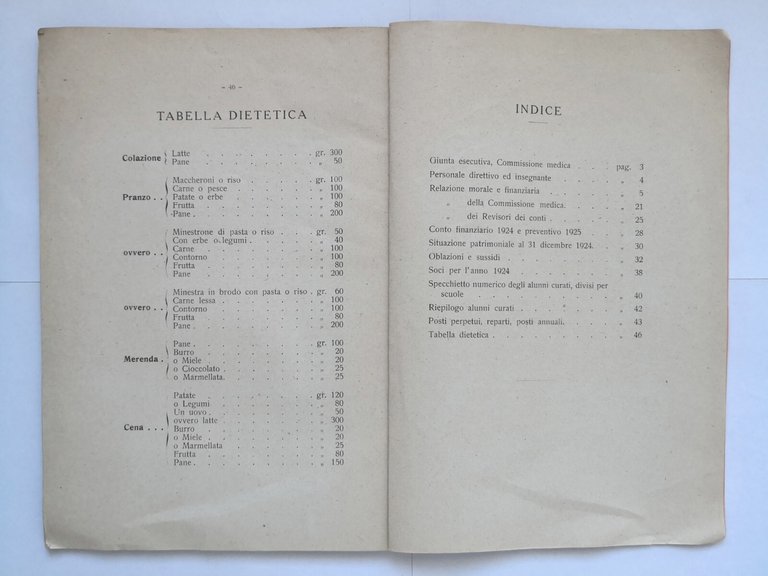 - 46 -
TABELLA DIETETICA
Colazione
Latte gr. 300
Pane „ 50
Pranzo . .
Maccheroni o riso gr. 100
Carne o pesce „ 100
Patate o erbe „ 100
Frutta „ 80
Pane „ 200
ovvero . .
Minestrone di pasta o riso gr. 50
Con erbe o legumi „ 40
Carne „ 100
Contorno „ 100
Frutta „ 80
Pane „ 200
ovvero . .
Minestra in brodo con pasta o riso gr. 60
Carne lessa „ 100
Contorno „ 100
Frutta „ 80
Pane „ 200
Merenda .
Pane gr. 100
Burro „ 20
o Miele „ 20
o Cioccolato „ 25
o Marmellata „ 25
Cena . . .
Patate gr. 120
o Legumi „ 80
Un uovo „ 50
ovvero latte „ 300
Burro „ 20
o Miele „ 20
o Marmellata „ 25
Frutta „ 80
Pane „ 150
INDICE
Giunta esecutiva, Commissione medica pag. 3
Personale direttivo ed insegnante „ 4
Relazione morale e finanziaria „ 5
„ della Commissione medica „ 21
„ dei Revisori dei conti „ 25
Conto finanziario 1924 e preventivo 1925 „ 28
Situazione patrimoniale al 31 dicembre 1924 „ 30
Oblazioni e sussidi „ 32
Soci per l'anno 1924 „ 38
Specchietto numerico degli alunni curati, divisi per
scuole „ 40
Riepilogo alunni curati „ 42
Posti perpetui, reparti, posti annuali „ 43
Tabella dietetica „ 46